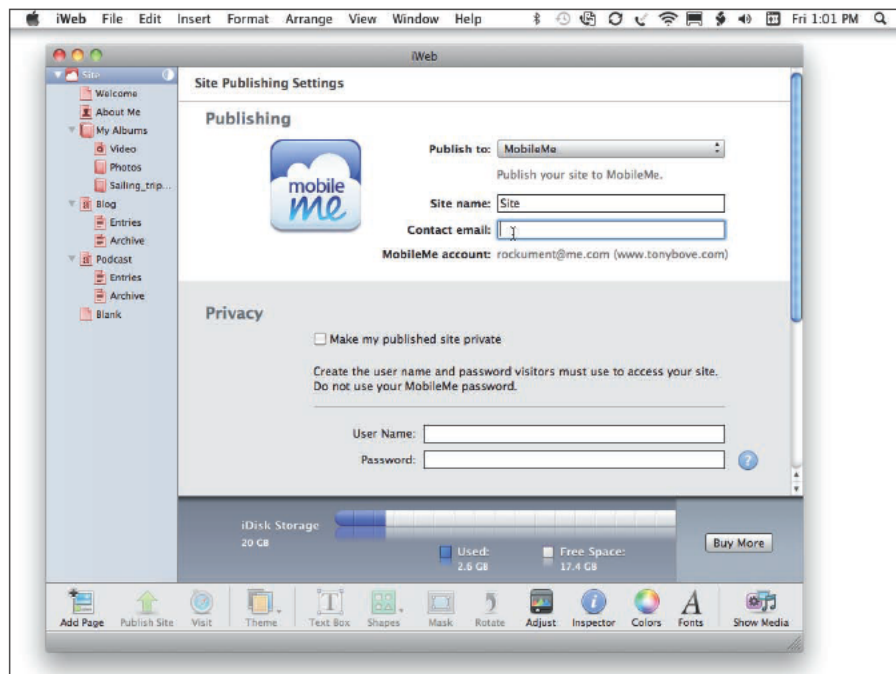 iWeb File Edit Insert Format Arrange View Window Help Fri 1:01 PM
iWeb
Site
Welcome
About Me
My Albums
Video
Photos
Sailing_trip...
Blog
Entries
Archive
Podcast
Entries
Archive
Blank
Site Publishing Settings
Publishing
mobile
me
Publish to: MobileMe
Publish your site to MobileMe.
Site name: Site
Contact email:
MobileMe account: rockument@me.com (www.tonybove.com)
Privacy
Make my published site private
Create the user name and password visitors must use to access your site.
Do not use your MobileMe password.
User Name:
Password:
?
iDisk Storage
20 GB
Used:
2.6 GB
Free Space:
17.4 GB
Buy More
Add Page Publish Site Visit Theme Text Box Shapes Mask Rotate Adjust Inspector Colors Fonts Show Media